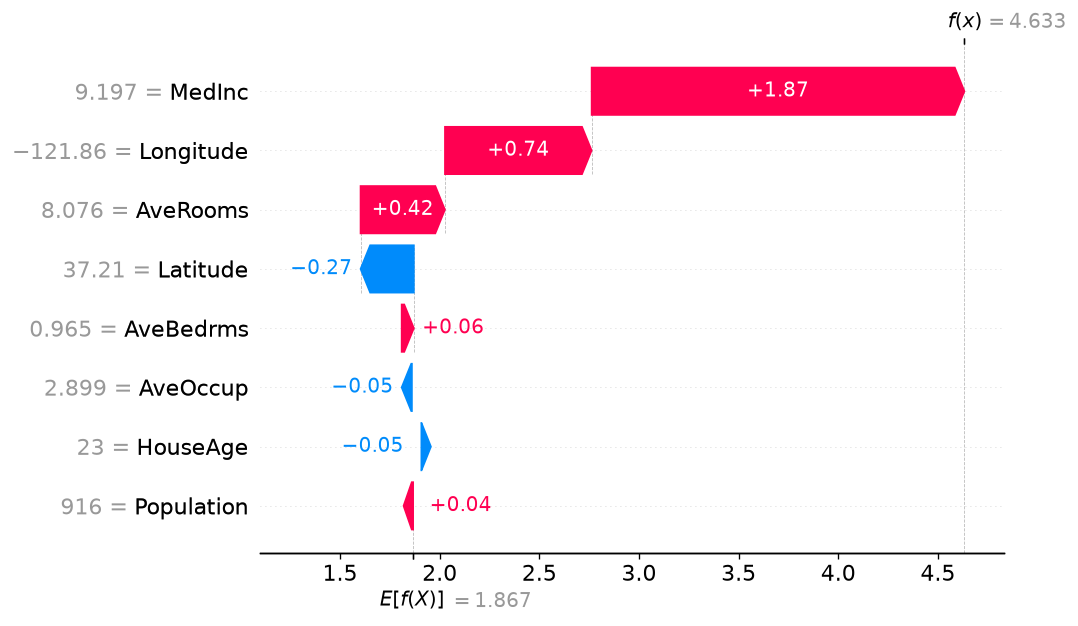 f(x) = 4.633
9.197 = MedInc +1.87
−121.86 = Longitude +0.74
8.076 = AveRooms +0.42
37.21 = Latitude −0.27
0.965 = AveBedrms +0.06
2.899 = AveOccup −0.05
23 = HouseAge −0.05
916 = Population +0.04
1.5 2.0 2.5 3.0 3.5 4.0 4.5
E[f(X)] = 1.867